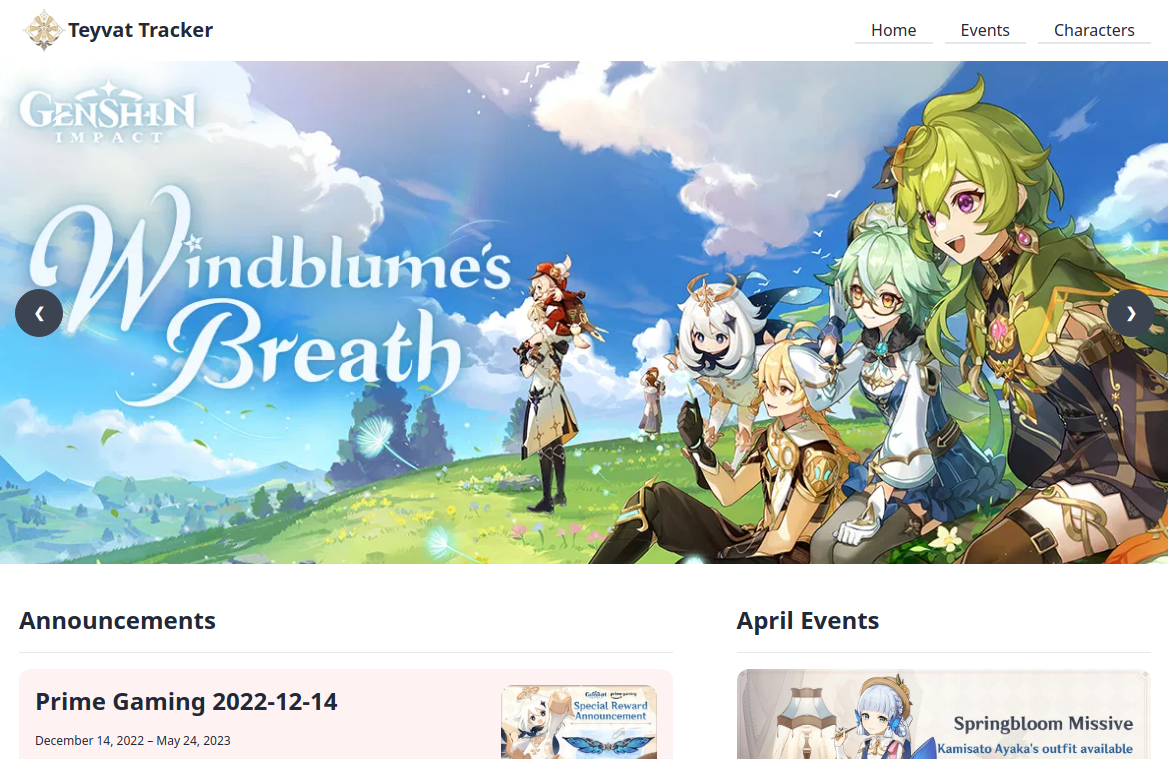 Teyvat Tracker
Home
Events
Characters
GENSHIN
IMPACT
Windblume's
Breath
❮
❯
Announcements
April Events
Prime Gaming 2022-12-14
December 14, 2022 – May 24, 2023
Genshin prime gaming
Special Reward
Announcement
Springbloom Missive
Kamisato Ayaka's outfit available